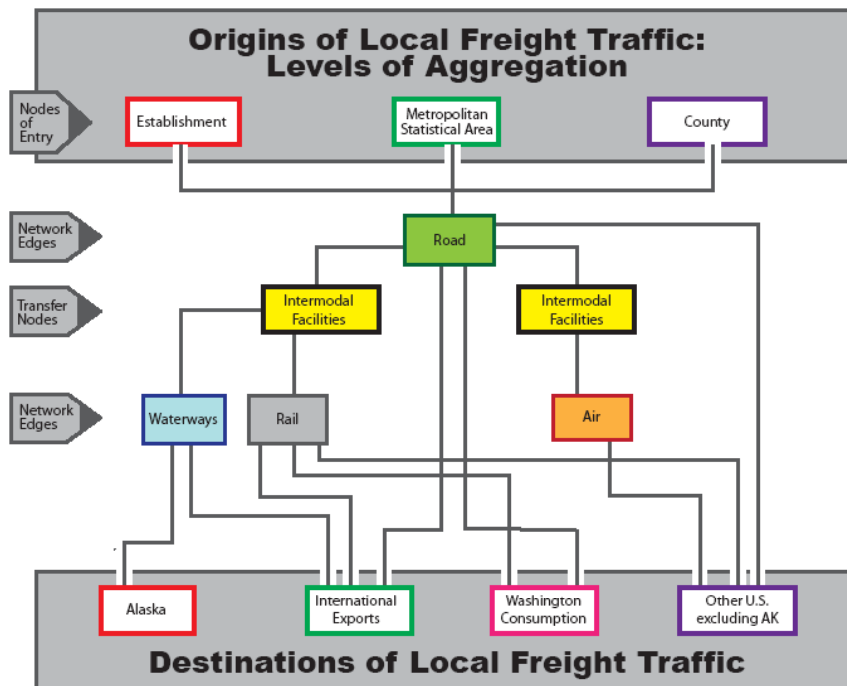 Origins of Local Freight Traffic:
Levels of Aggregation
Nodes
of
Entry
Establishment
Metropolitan
Statistical Area
County
Network
Edges
Road
Transfer
Nodes
Intermodal
Facilities
Intermodal
Facilities
Network
Edges
Waterways
Rail
Air
Alaska
International
Exports
Washington
Consumption
Other U.S.
excluding AK
Destinations of Local Freight Traffic